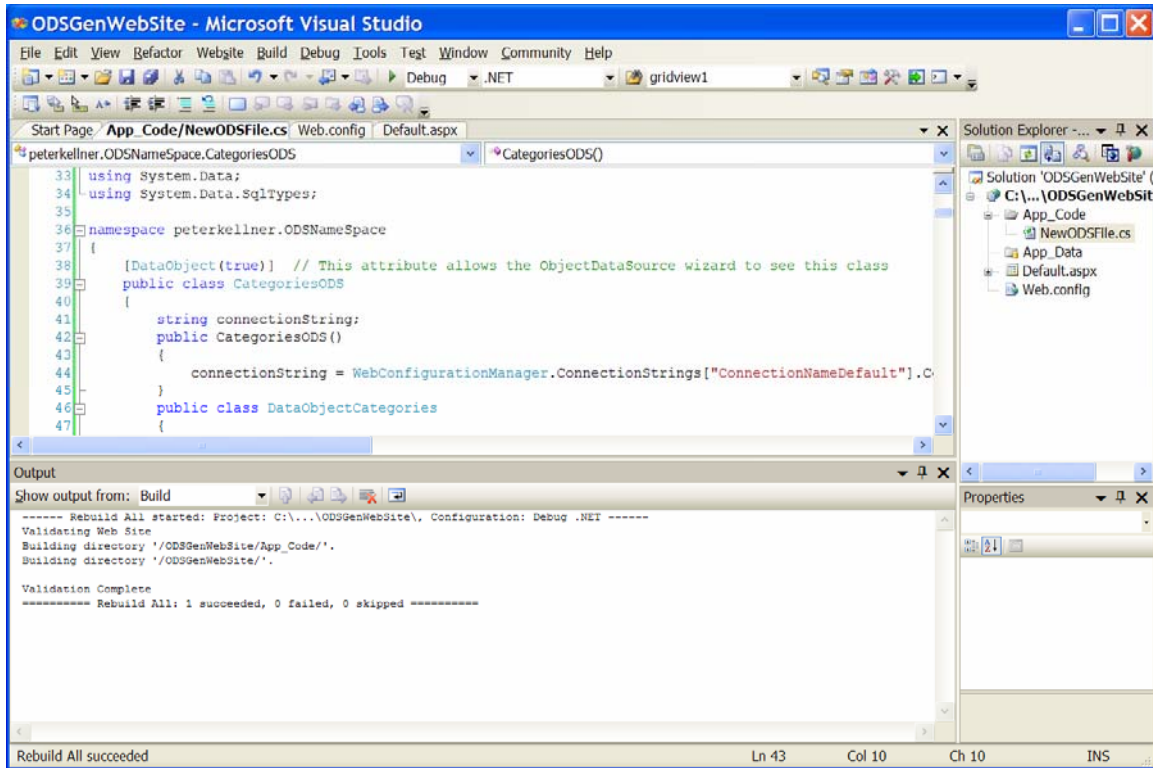 ODSGenWebSite - Microsoft Visual Studio
File Edit View Refactor Website Build Debug Tools Test Window Community Help
Debug .NET gridview1
Start Page App_Code/NewODSFile.cs Web.config Default.aspx
peterkellner.ODSNameSpace.CategoriesODS CategoriesODS()
33 using System.Data;
34 using System.Data.SqlTypes;
35
36 namespace peterkellner.ODSNameSpace
37 {
38 [DataObject(true)] // This attribute allows the ObjectDataSource wizard to see this class
39 public class CategoriesODS
40 {
41 string connectionString;
42 public CategoriesODS()
43 {
44 connectionString = WebConfigurationManager.ConnectionStrings["ConnectionNameDefault"].C
45 }
46 public class DataObjectCategories
47 {
Solution Explorer -...
Solution 'ODSGenWebSite' (
C:\...\ODSGenWebSit
App_Code
NewODSFile.cs
App_Data
Default.aspx
Web.config
Output
Show output from: Build
------ Rebuild All started: Project: C:\...\ODSGenWebSite\, Configuration: Debug .NET ------
Validating Web Site
Building directory '/ODSGenWebSite/App_Code/'.
Building directory '/ODSGenWebSite/'.
Validation Complete
========== Rebuild All: 1 succeeded, 0 failed, 0 skipped ==========
Properties
Rebuild All succeeded Ln 43 Col 10 Ch 10 INS